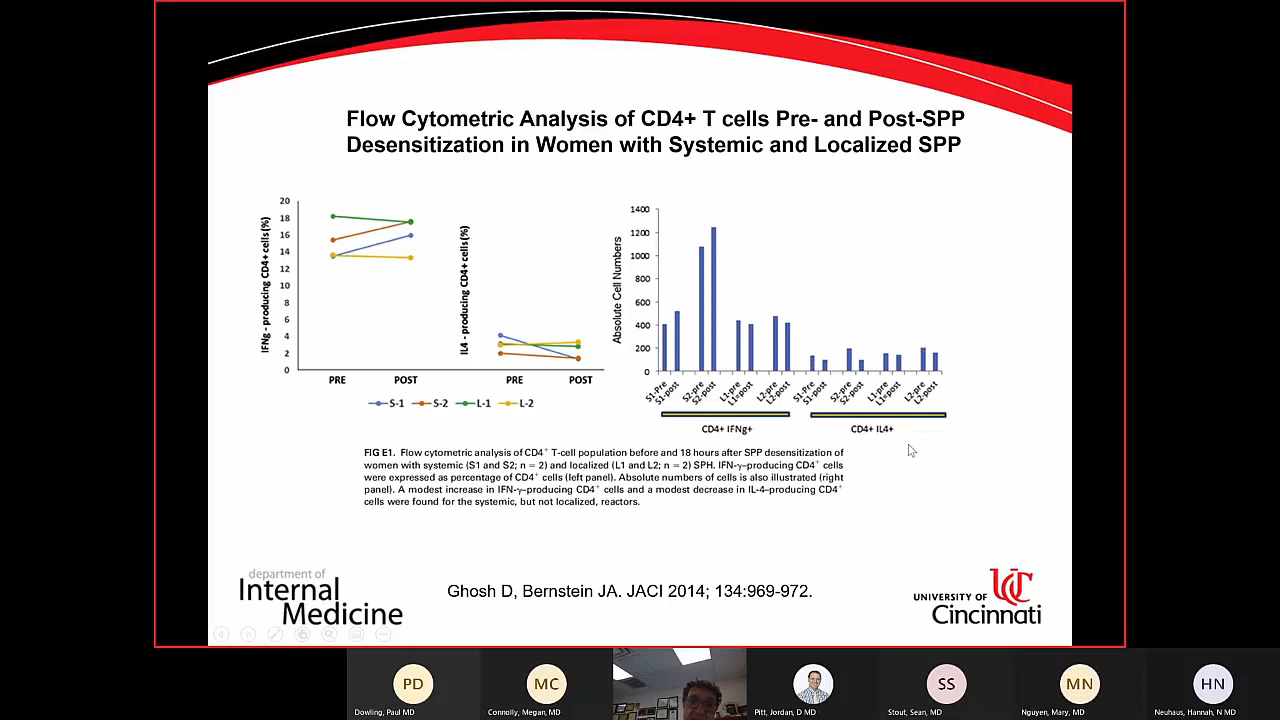 Flow Cytometric Analysis of CD4+ T cells Pre- and Post-SPP
Desensitization in Women with Systemic and Localized SPP
IFNg - producing CD4+ cells(%)
20
18
16
14
12
10
8
6
4
2
0
PRE POST
IL4 - producing CD4+ cells(%)
PRE POST
S-1 S-2 L-1 L-2
Absolute Cell Numbers
1400
1200
1000
800
600
400
200
0
S1-Pre
S1-post
S2-pre
S2-post
L1-pre
L1=post
L2-pre
L2-post
S1-Pre
S1-post
S2-pre
S2-post
L1-pre
L1=post
L2-pre
L2-post
CD4+ IFNg+
CD4+ IL4+
FIG E1. Flow cytometric analysis of CD4+ T-cell population before and 18 hours after SPP desensitization of
women with systemic (S1 and S2; n = 2) and localized (L1 and L2; n = 2) SPH. IFN-γ–producing CD4+ cells
were expressed as percentage of CD4+ cells (left panel). Absolute numbers of cells is also illustrated (right
panel). A modest increase in IFN-γ–producing CD4+ cells and a modest decrease in IL-4–producing CD4+
cells were found for the systemic, but not localized, reactors.
department of
Internal
Medicine
Ghosh D, Bernstein JA. JACI 2014; 134:969-972.
UC
UNIVERSITY OF
Cincinnati
PD
Dowling, Paul MD
MC
Connolly, Megan, MD
Pitt, Jordan, D MD
SS
Stout, Sean, MD
MN
Nguyen, Mary, MD
HN
Neuhaus, Hannah, N MD